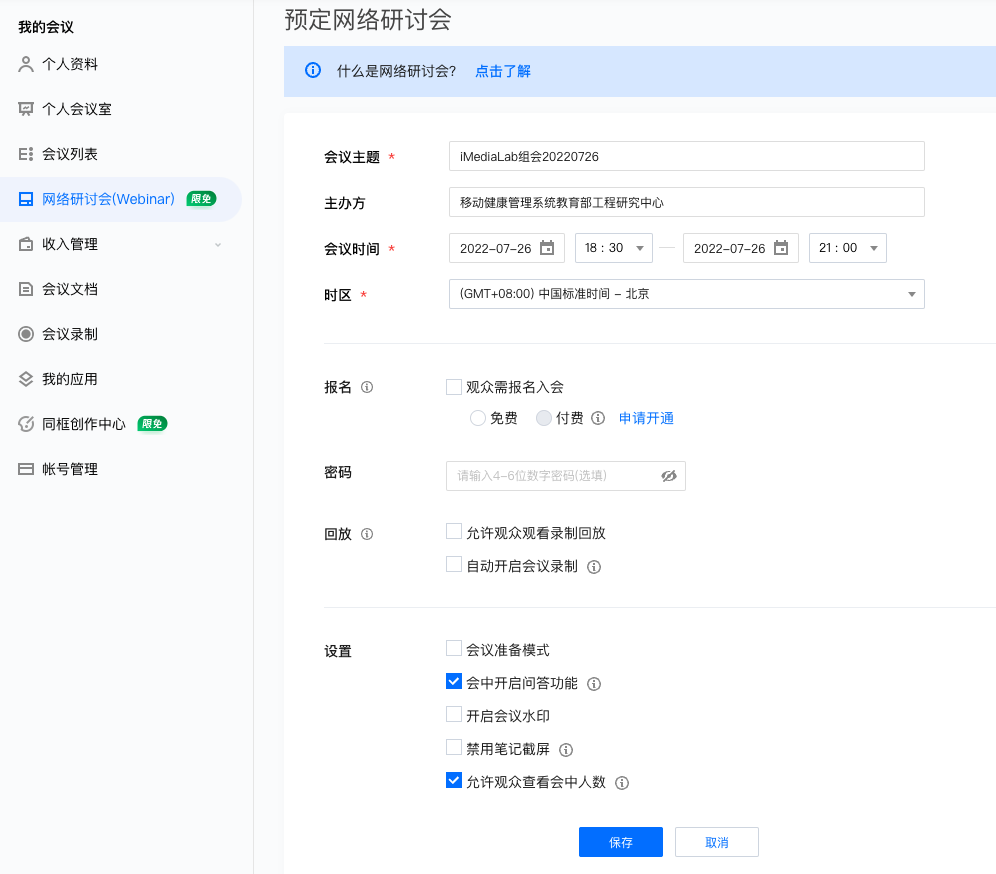 我的会议
个人资料
个人会议室
会议列表
网络研讨会(Webinar) 限免
收入管理
会议文档
会议录制
我的应用
同框创作中心 限免
帐号管理
预定网络研讨会
什么是网络研讨会? 点击了解
会议主题 * iMediaLab组会20220726
主办方 移动健康管理系统教育部工程研究中心
会议时间 * 2022-07-26 18 : 30 — 2022-07-26 21 : 00
时区 * (GMT+08:00) 中国标准时间 - 北京
报名 观众需报名入会
免费 付费 申请开通
密码 请输入4-6位数字密码(选填)
回放 允许观众观看录制回放
自动开启会议录制
设置 会议准备模式
会中开启问答功能
开启会议水印
禁用笔记截屏
允许观众查看会中人数
保存 取消